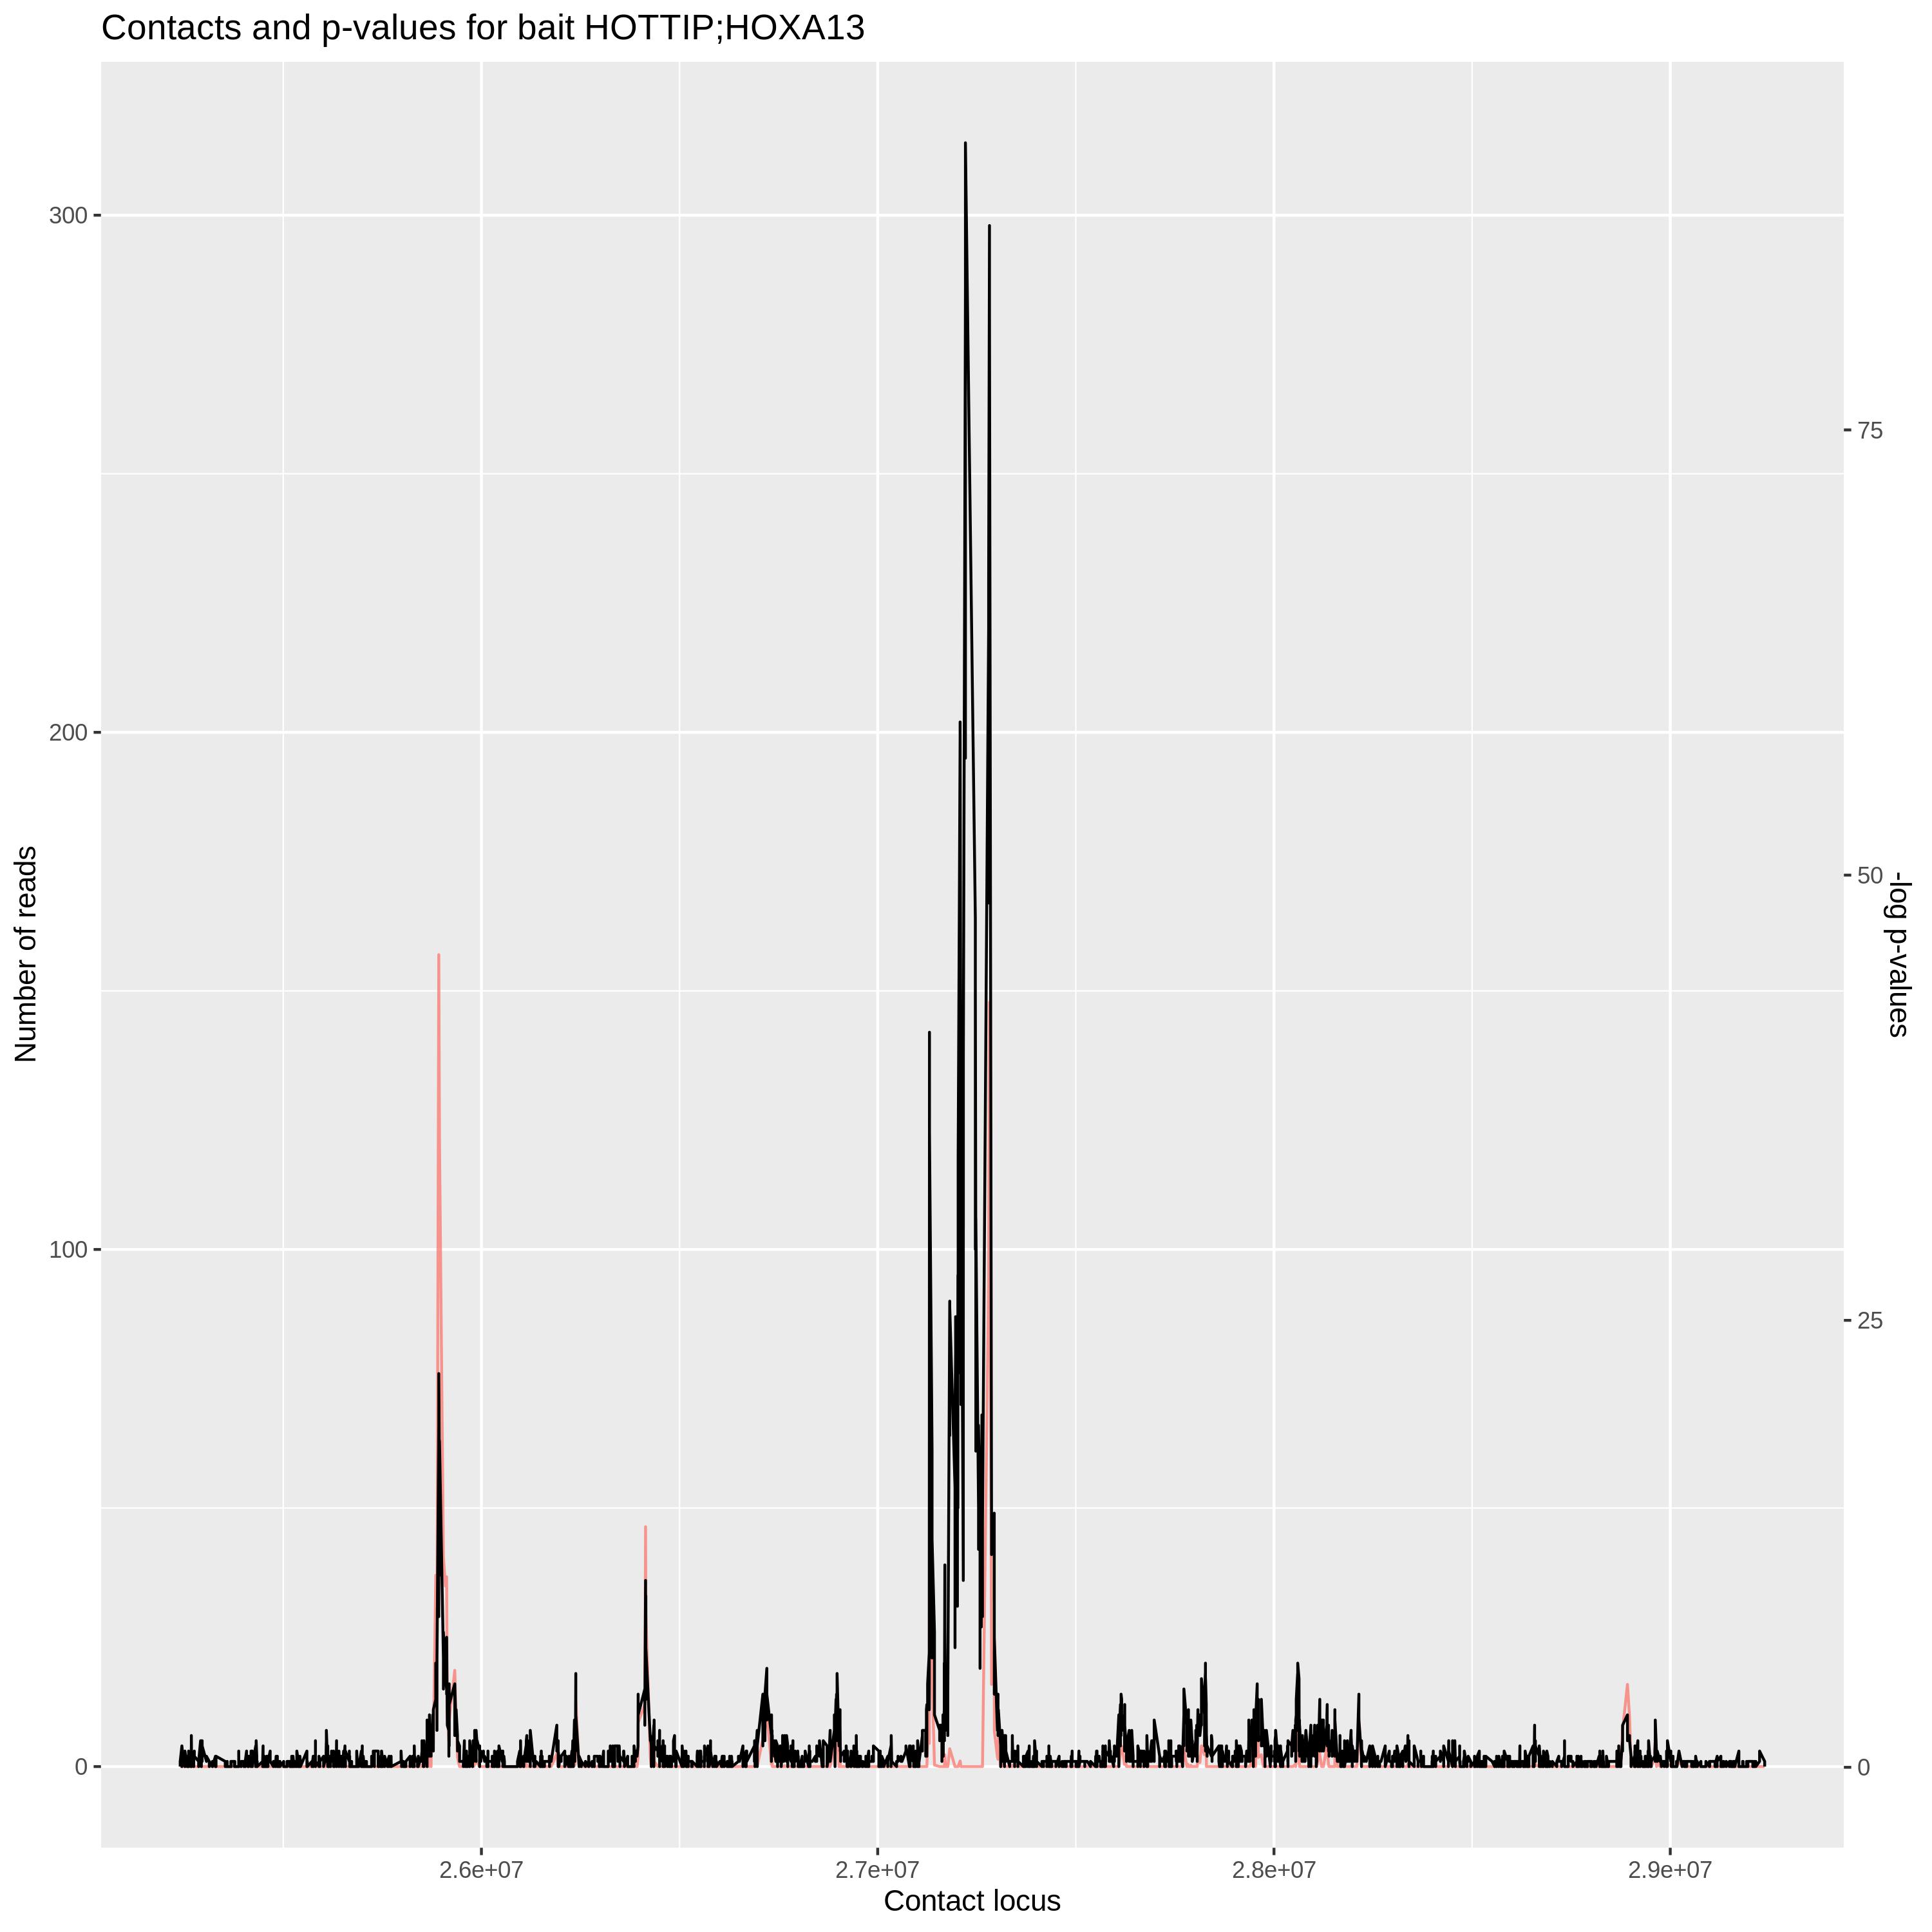 Contacts and p-values for bait HOTTIP;HOXA13
300
200
100
0
Number of reads
75
50
25
0
-log p-values
2.6e+07 2.7e+07 2.8e+07 2.9e+07
Contact locus